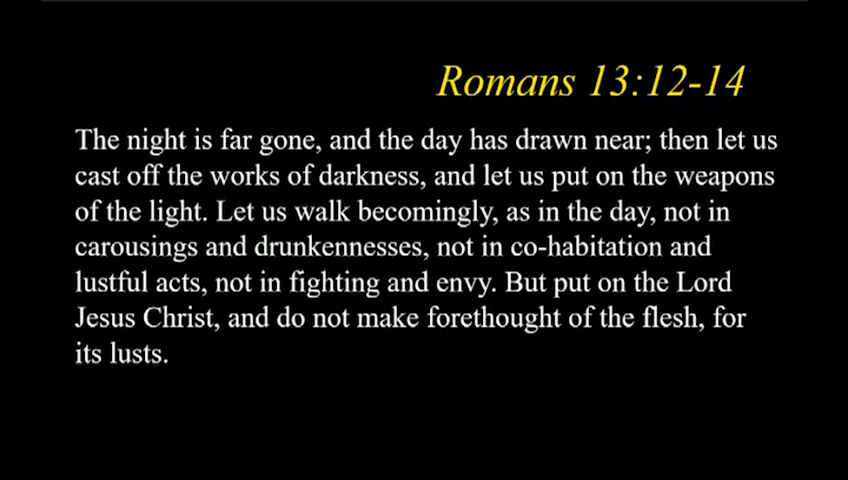 Romans 13:12-14
The night is far gone, and the day has drawn near; then let us
cast off the works of darkness, and let us put on the weapons
of the light. Let us walk becomingly, as in the day, not in
carousings and drunkennesses, not in co-habitation and
lustful acts, not in fighting and envy. But put on the Lord
Jesus Christ, and do not make forethought of the flesh, for
its lusts.